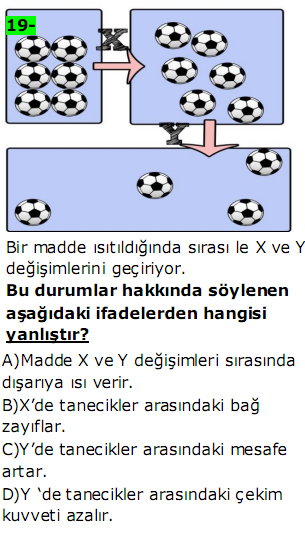 19-
X
Y
Bir madde ısıtıldığında sırası le X ve Y
değişimlerini geçiriyor.
Bu durumlar hakkında söylenen
aşağıdaki ifadelerden hangisi
yanlıştır?
A)Madde X ve Y değişimleri sırasında
dışarıya ısı verir.
B)X’de tanecikler arasındaki bağ
zayıflar.
C)Y’de tanecikler arasındaki mesafe
artar.
D)Y ‘de tanecikler arasındaki çekim
kuvveti azalır.